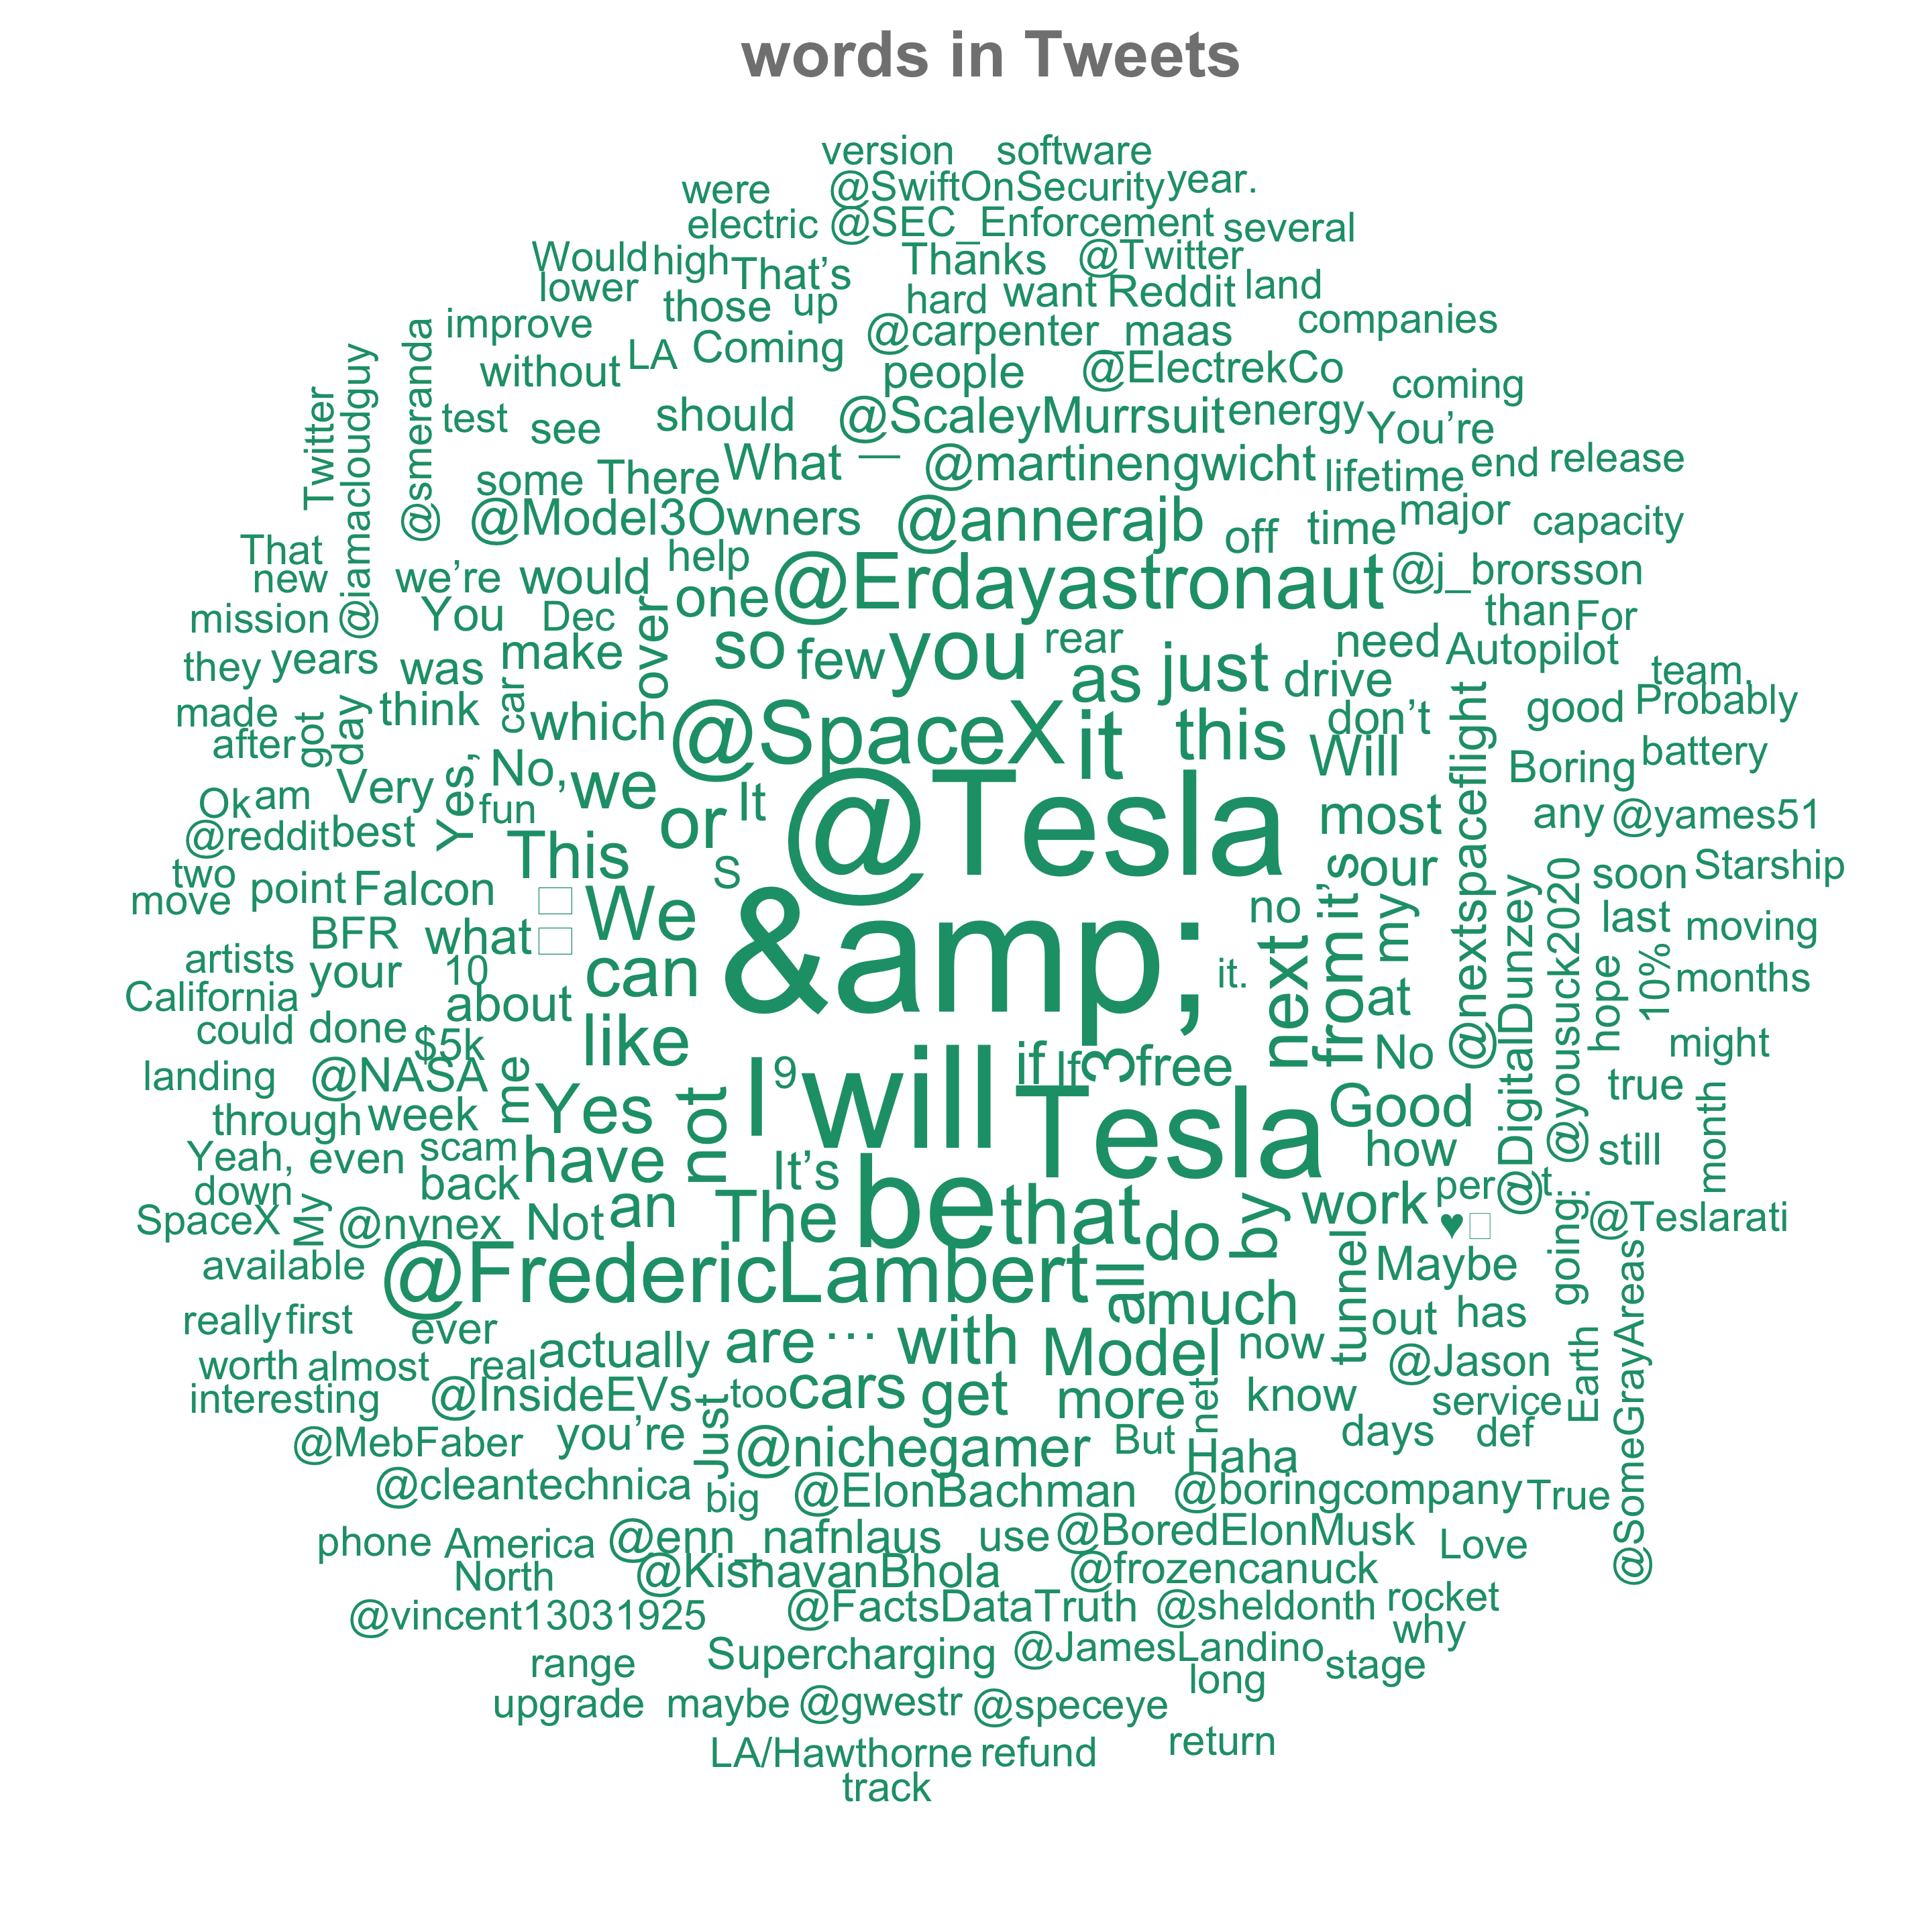 words in Tweets
version software
were @SwiftOnSecurity year.
electric @SEC_Enforcement several
Would high That’s Thanks @Twitter
lower those up hard want Reddit land
improve @carpenter_maas companies
without LA Coming people @ElectrekCo coming
Twitter @iamacloudguy @smeranda
test see should @ScaleyMurrsuit energy You’re
some There What — @martinengwicht lifetime end release
@Model3Owners @annerajb off time major capacity
That new we’re would help one @Erdayastronaut @j_brorsson
mission You Dec over than For
they years was make so few you rear as just drive need Autopilot team.
made got day think car which @SpaceX it this don’t @nextspaceflight good Probably
after Yes, No, we Will Boring battery
Ok am Very fun or It @Tesla most any @yames51
@reddit best This S
two point Falcon We it’s our my soon Starship
move BFR what &amp; no @DigitalDunzey @yousuck2020 last moving
artists your 10 can it. next from at hope 10% months
California about
could done $5k like if If 3 free No might
landing @NASA me I 9 will true
through week Yes not Tesla Good month
Yeah, even scam have It’s how still
down back be
SpaceX My @nynex Not an The that do by work per t… @Teslarati
♥
available @FredericLambert all tunnel Maybe going: @SomeGrayAreas
really first ever much out has
worth almost real actually are … with Model now @Jason Earth
interesting @InsideEVs Just too cars get more net know service
@MebFaber you’re @nichegamer But Haha days def
@cleantechnica big @ElonBachman @boringcompany True
phone America @enn_nafnlaus use @BoredElonMusk Love
North @KishavanBhola @frozencanuck
@vincent13031925 @FactsDataTruth @sheldonth rocket
why
range Supercharging @JamesLandino stage
long
upgrade maybe @gwestr @speceye
LA/Hawthorne refund return
track